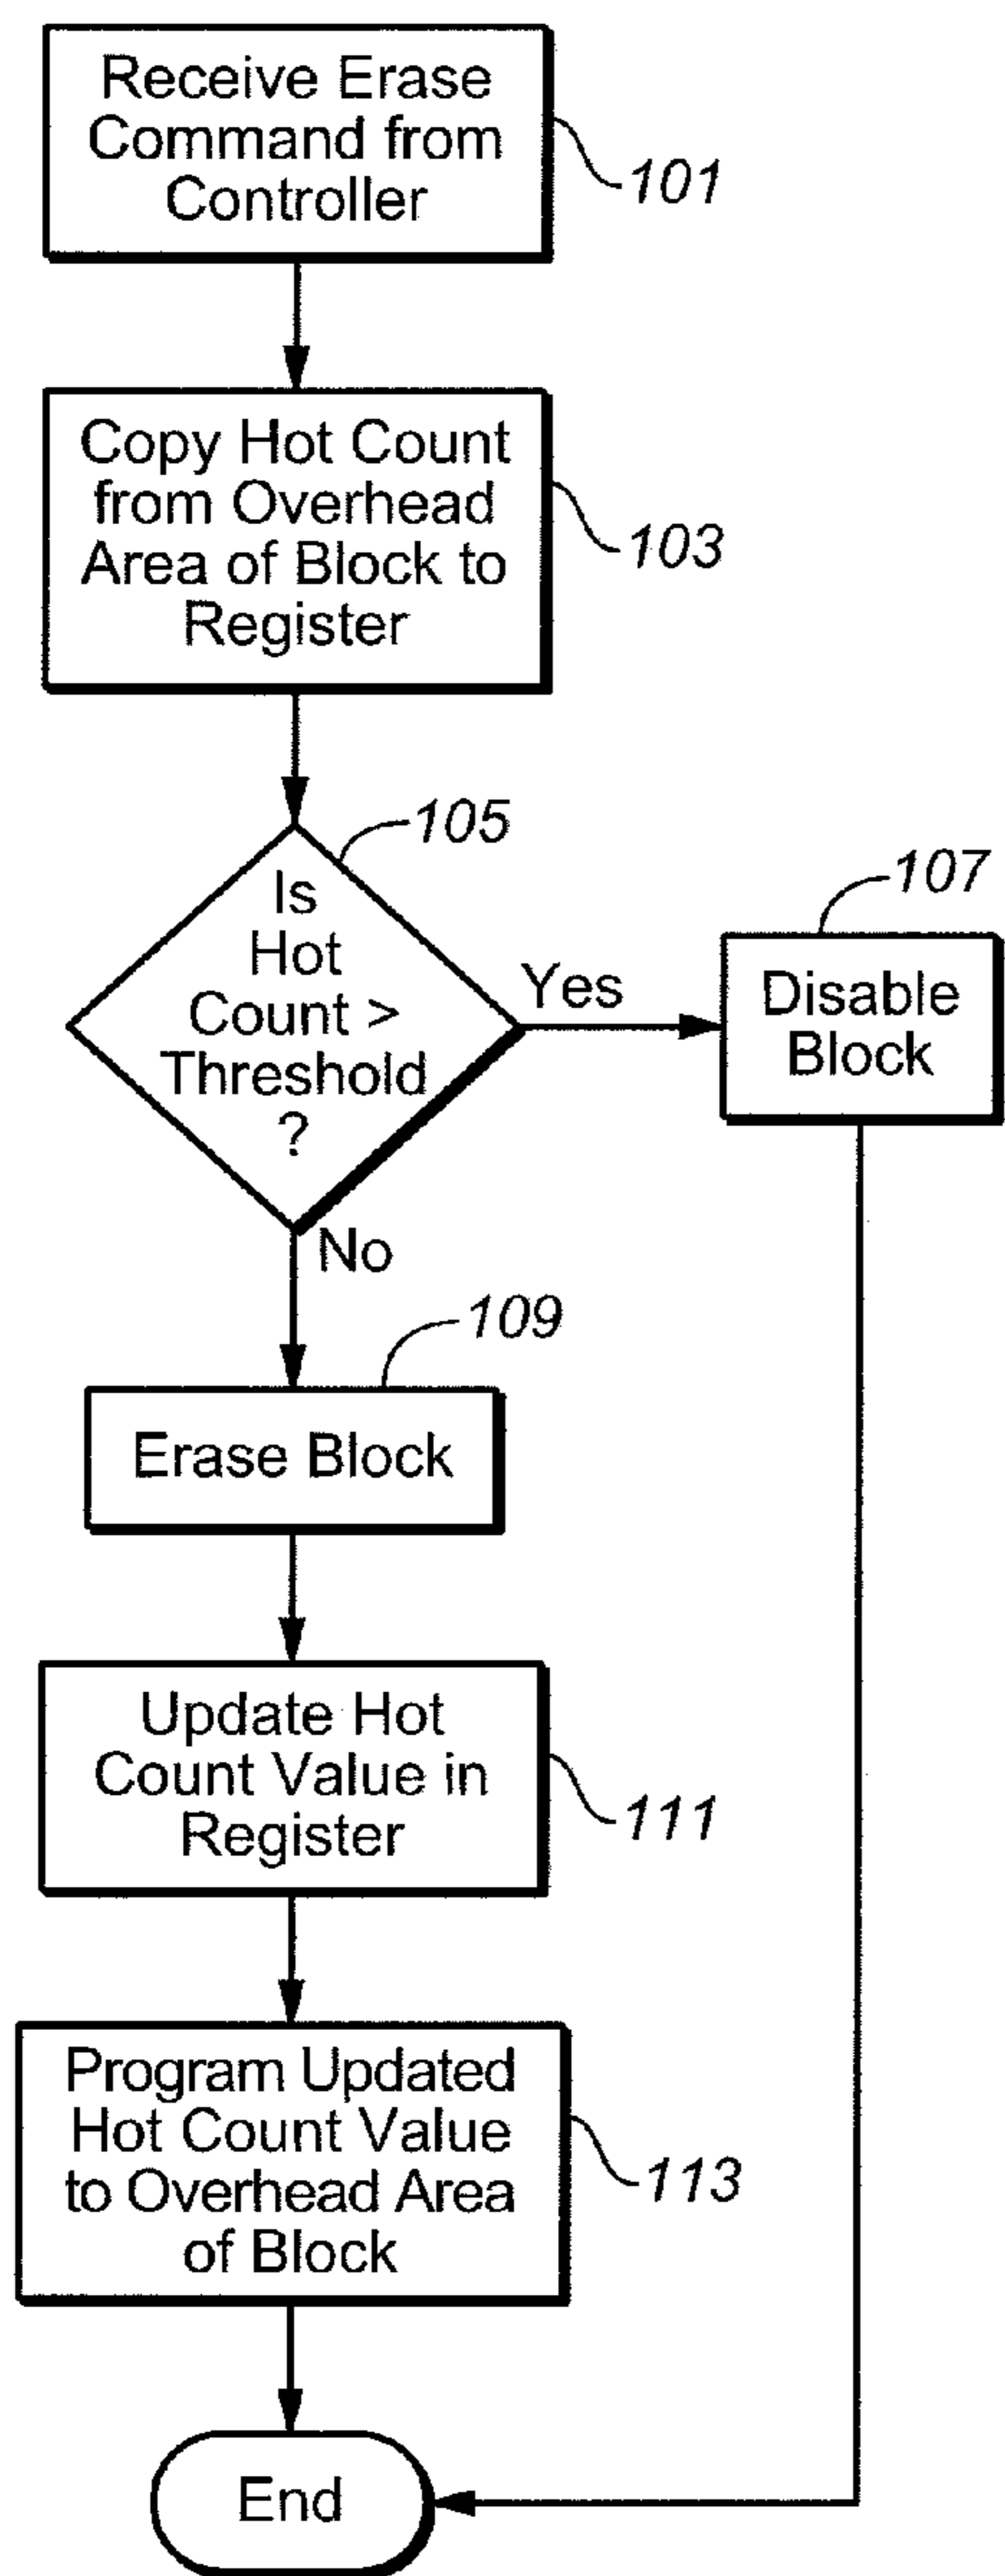 Receive Erase
Command from
Controller
101
Copy Hot Count
from Overhead
Area of Block to
Register
103
105
Is
Hot
Count >
Threshold
?
Yes
107
Disable
Block
No
109
Erase Block
Update Hot
Count Value in
Register
111
Program Updated
Hot Count Value
to Overhead Area
of Block
113
End